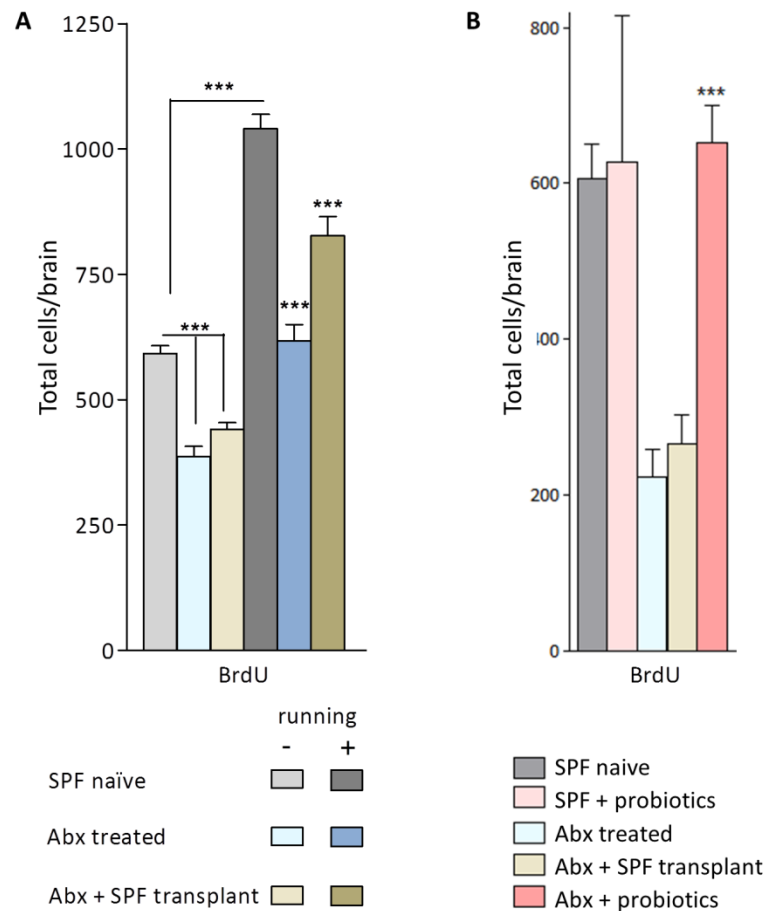 A
1250
1000
750
500
250
0
Total cells/brain
***
***
***
***
BrdU
running
- +
SPF naïve
Abx treated
Abx + SPF transplant
B
800
600
400
200
0
Total cells/brain
***
BrdU
SPF naive
SPF + probiotics
Abx treated
Abx + SPF transplant
Abx + probiotics